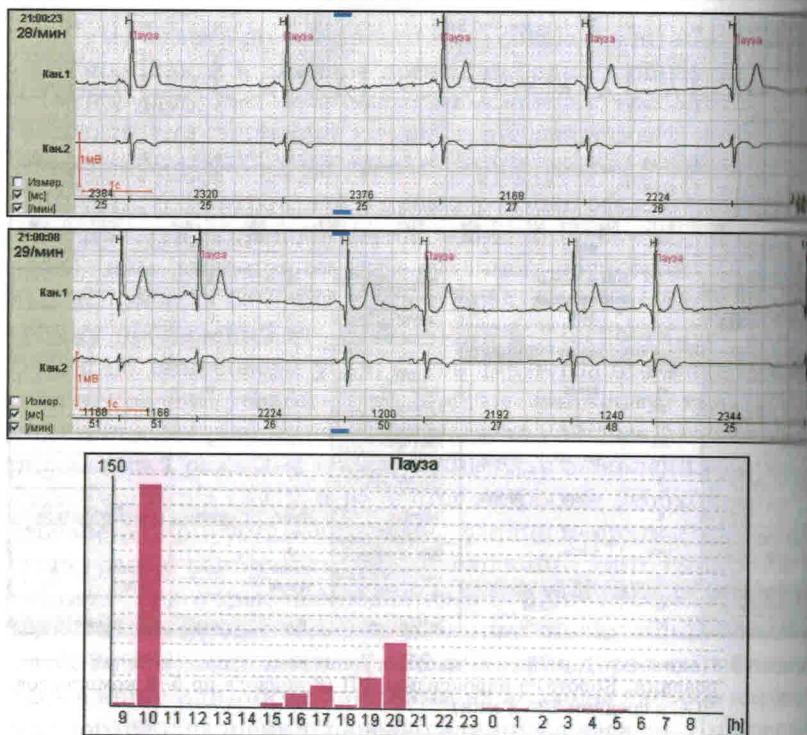 21:00:23
28/мин
Пауза Пауза Пауза Пауза Пауза
Кан.1
Кан.2
1мВ
1с
Измер.
[мс] 2384 2320 2376 2188 2224
[/мин] 25 26 25 27 26
21:00:08
29/мин
Пауза Пауза Пауза
Кан.1
Кан.2
1мВ
1с
Измер.
[мс] 1168 1166 2224 1200 2192 1240 2344
[/мин] 51 51 26 50 27 48 25
150 Пауза
9 10 11 12 13 14 15 16 17 18 19 20 21 22 23 0 1 2 3 4 5 6 7 8 [h]